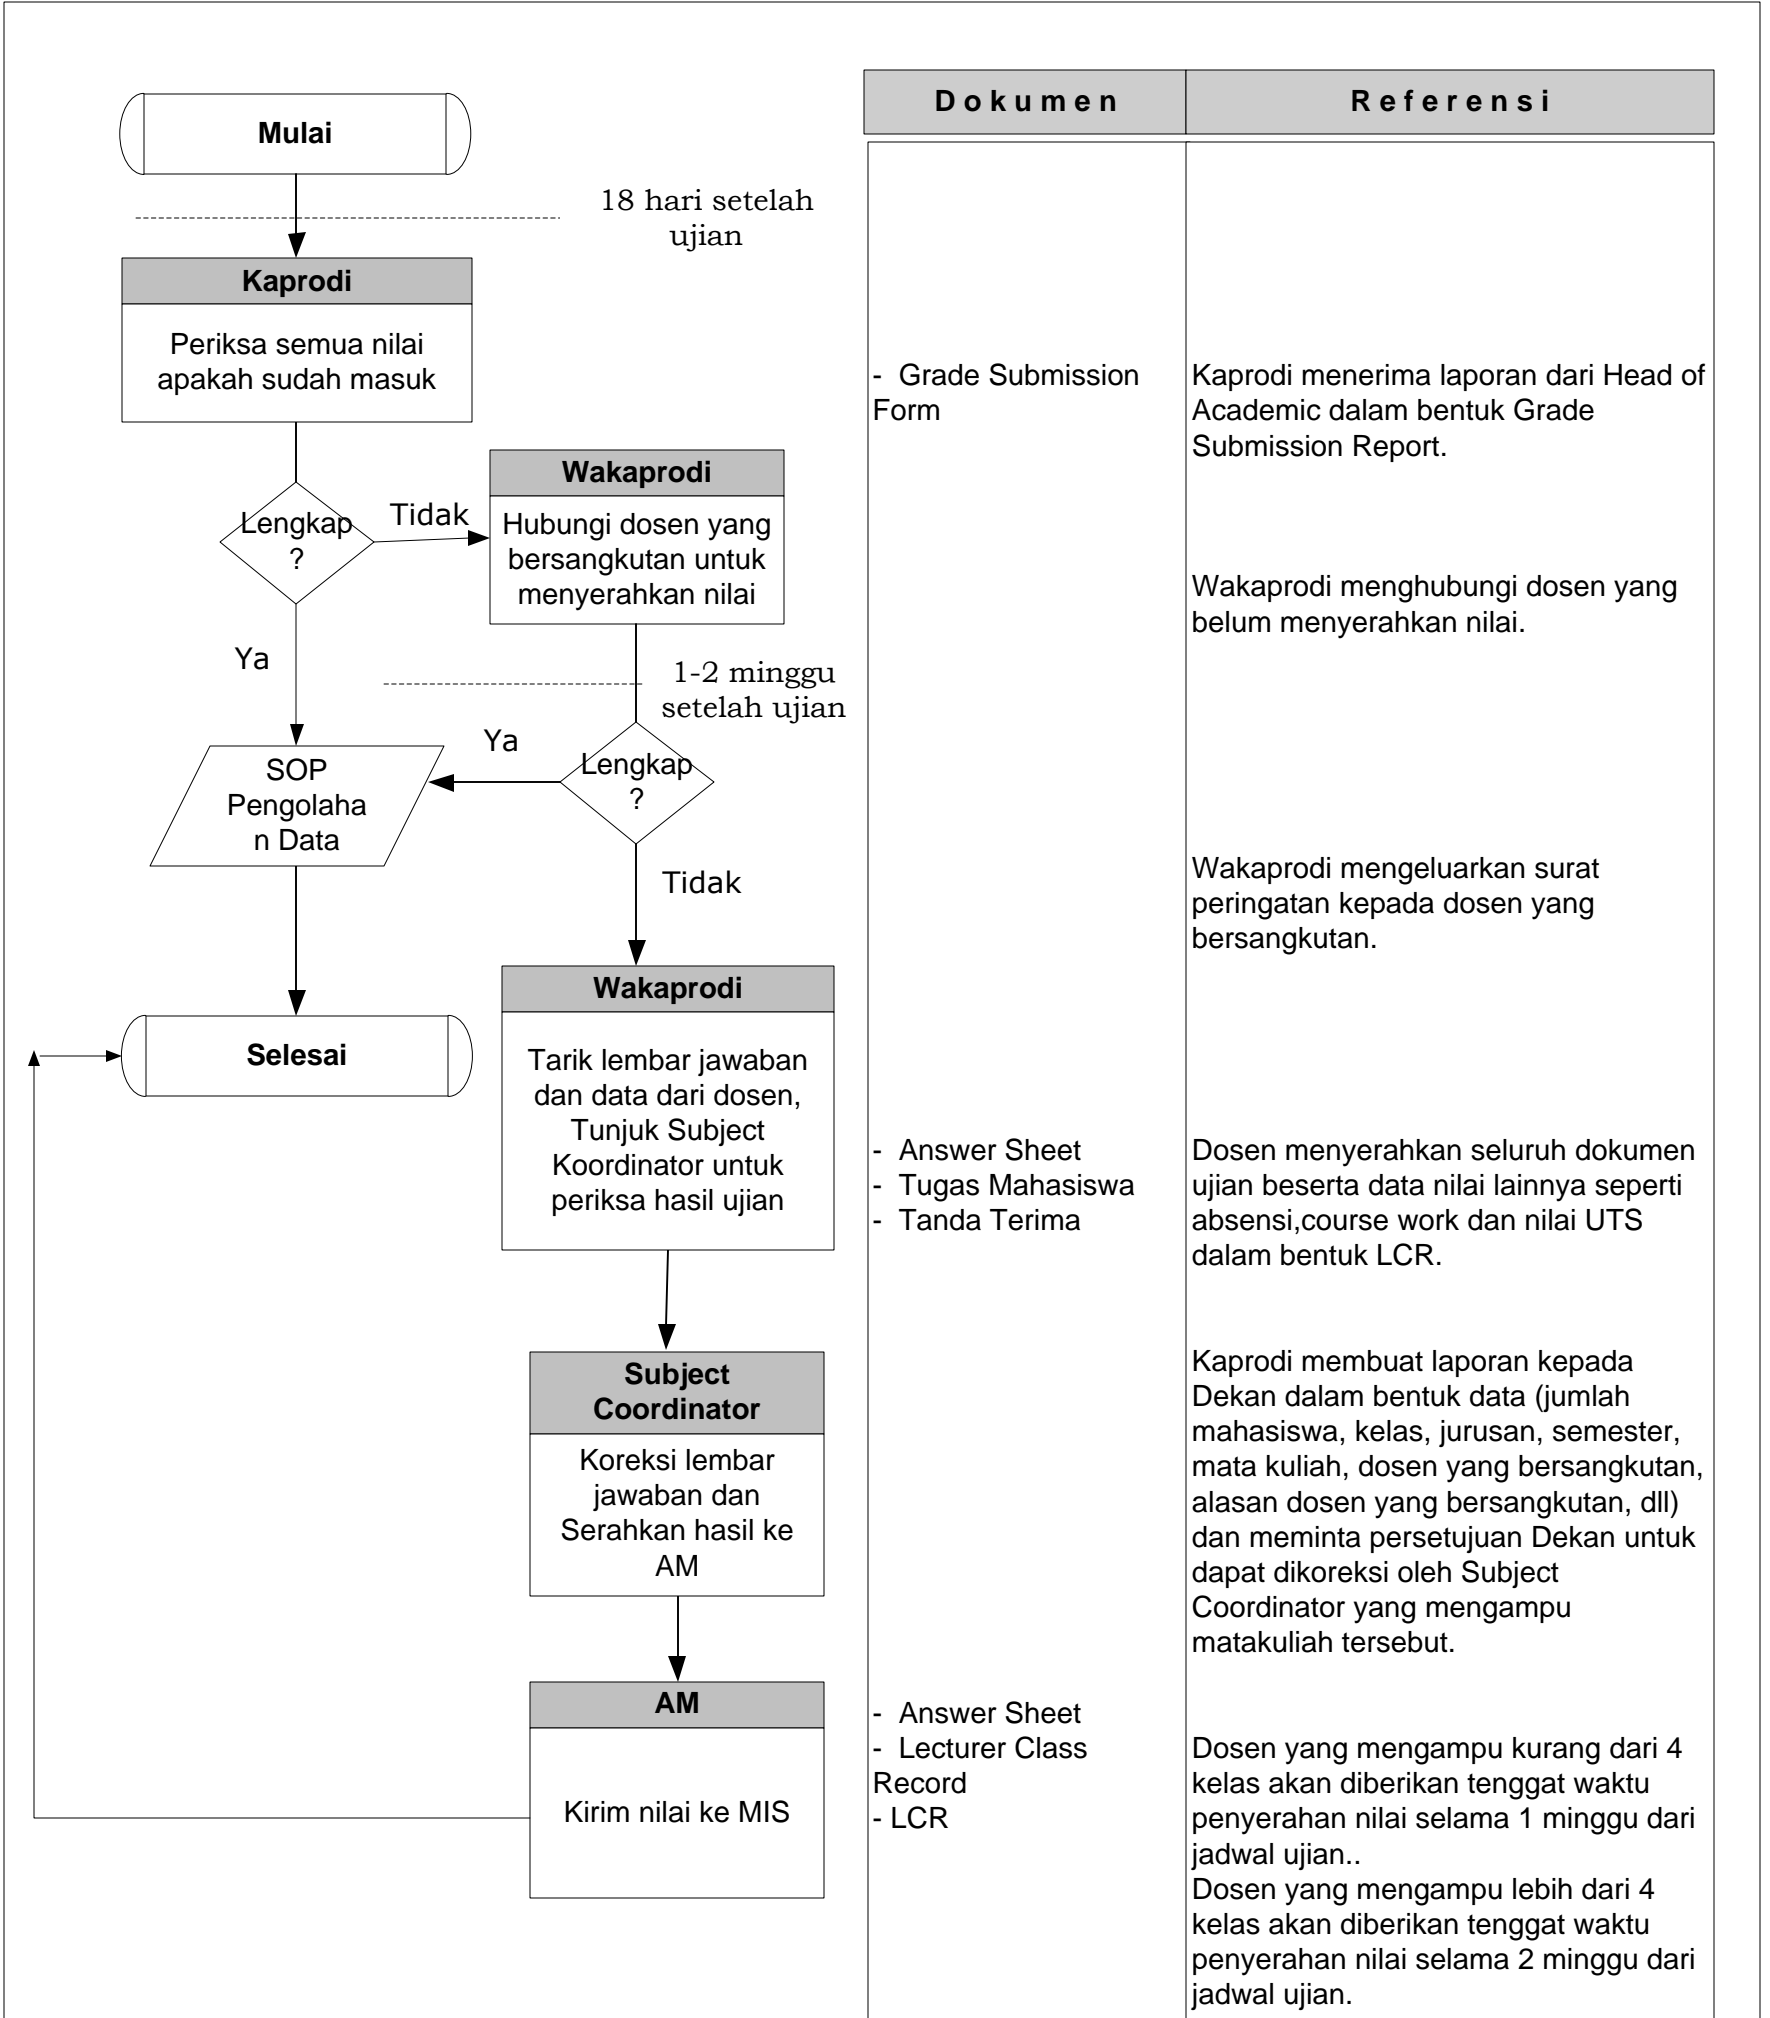 Mulai
18 hari setelah
ujian
Kaprodi
Periksa semua nilai
apakah sudah masuk
Lengkap
?
Tidak
Wakaprodi
Hubungi dosen yang
bersangkutan untuk
menyerahkan nilai
Ya
1-2 minggu
setelah ujian
Ya
Lengkap
?
SOP
Pengolaha
n Data
Tidak
Selesai
Wakaprodi
Tarik lembar jawaban
dan data dari dosen,
Tunjuk Subject
Koordinator untuk
periksa hasil ujian
Subject
Coordinator
Koreksi lembar
jawaban dan
Serahkan hasil ke
AM
AM
Kirim nilai ke MIS
Dokumen
- Grade Submission
Form
- Answer Sheet
- Tugas Mahasiswa
- Tanda Terima
- Answer Sheet
- Lecturer Class
Record
- LCR
Referensi
Kaprodi menerima laporan dari Head of
Academic dalam bentuk Grade
Submission Report.
Wakaprodi menghubungi dosen yang
belum menyerahkan nilai.
Wakaprodi mengeluarkan surat
peringatan kepada dosen yang
bersangkutan.
Dosen menyerahkan seluruh dokumen
ujian beserta data nilai lainnya seperti
absensi,course work dan nilai UTS
dalam bentuk LCR.
Kaprodi membuat laporan kepada
Dekan dalam bentuk data (jumlah
mahasiswa, kelas, jurusan, semester,
mata kuliah, dosen yang bersangkutan,
alasan dosen yang bersangkutan, dll)
dan meminta persetujuan Dekan untuk
dapat dikoreksi oleh Subject
Coordinator yang mengampu
matakuliah tersebut.
Dosen yang mengampu kurang dari 4
kelas akan diberikan tenggat waktu
penyerahan nilai selama 1 minggu dari
jadwal ujian..
Dosen yang mengampu lebih dari 4
kelas akan diberikan tenggat waktu
penyerahan nilai selama 2 minggu dari
jadwal ujian.